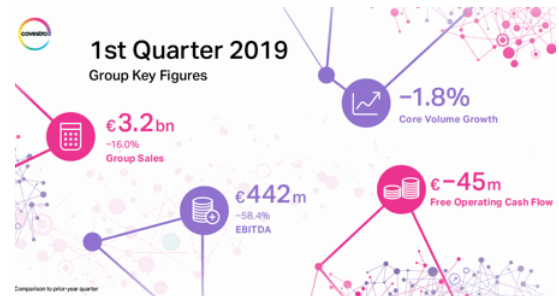 covestro
1st Quarter 2019
Group Key Figures
−1.8%
Core Volume Growth
€3.2bn
−16.0%
Group Sales
€442m
−58.4%
EBITDA
€−45m
Free Operating Cash Flow
Comparison to prior-year quarter